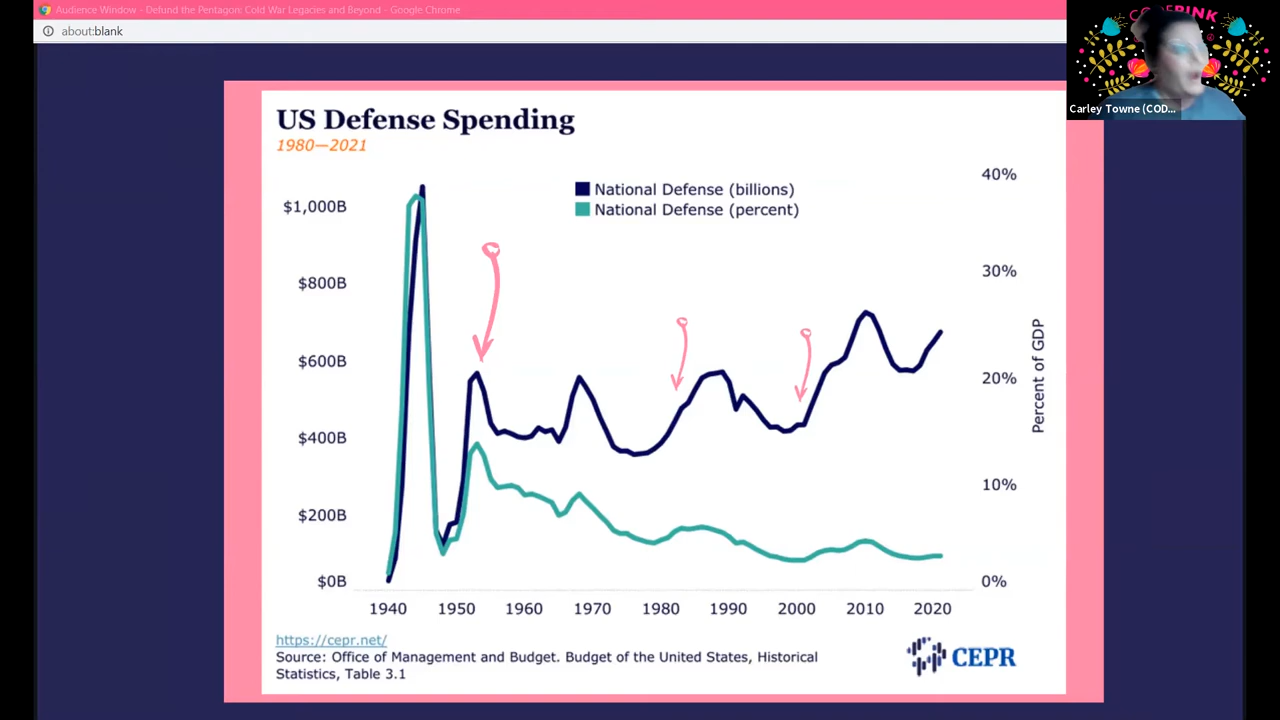 Audience Window - Defund the Pentagon: Cold War Legacies and Beyond - Google Chrome
about:blank
PINK
Carley Towne (COD...
US Defense Spending
1980—2021
National Defense (billions)
National Defense (percent)
$1,000B
$800B
$600B
$400B
$200B
$0B
40%
30%
20%
10%
0%
Percent of GDP
1940 1950 1960 1970 1980 1990 2000 2010 2020
https://cepr.net/
Source: Office of Management and Budget. Budget of the United States, Historical
Statistics, Table 3.1
CEPR